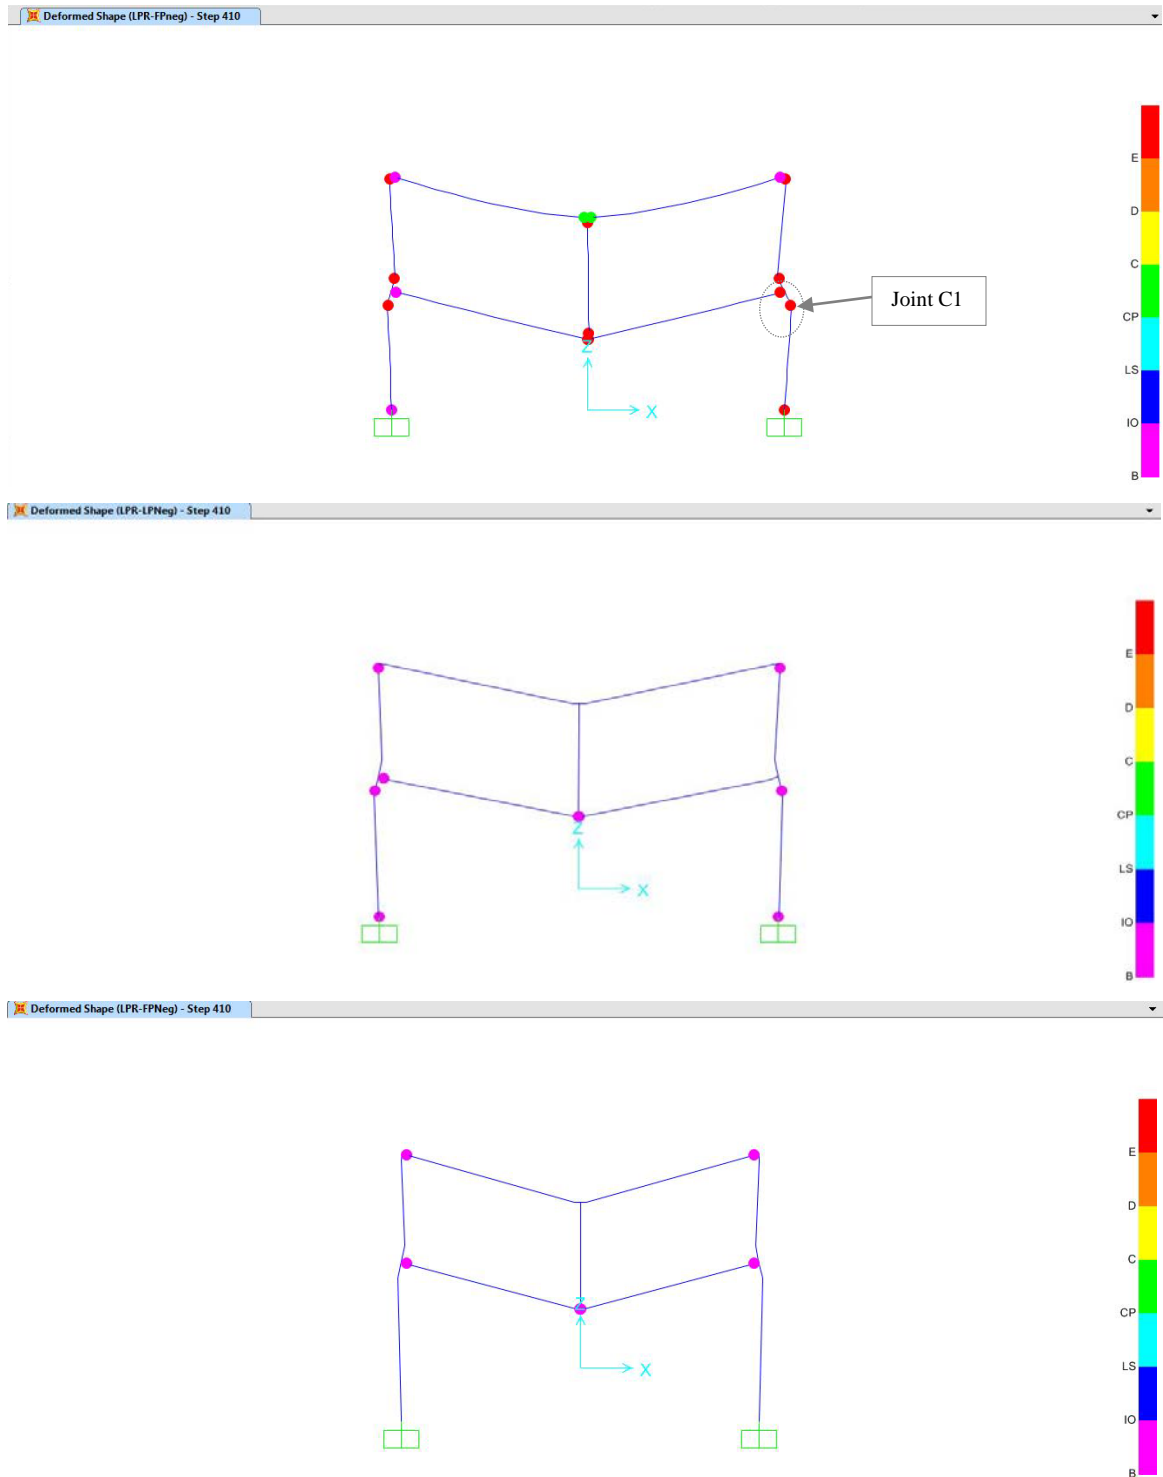 Deformed Shape (LPR-FPneg) - Step 410
E
D
C
CP
LS
IO
B
Joint C1
Z
X
Deformed Shape (LPR-LPNeg) - Step 410
E
D
C
CP
LS
IO
B
Z
X
Deformed Shape (LPR-FPNeg) - Step 410
E
D
C
CP
LS
IO
B
Z
X